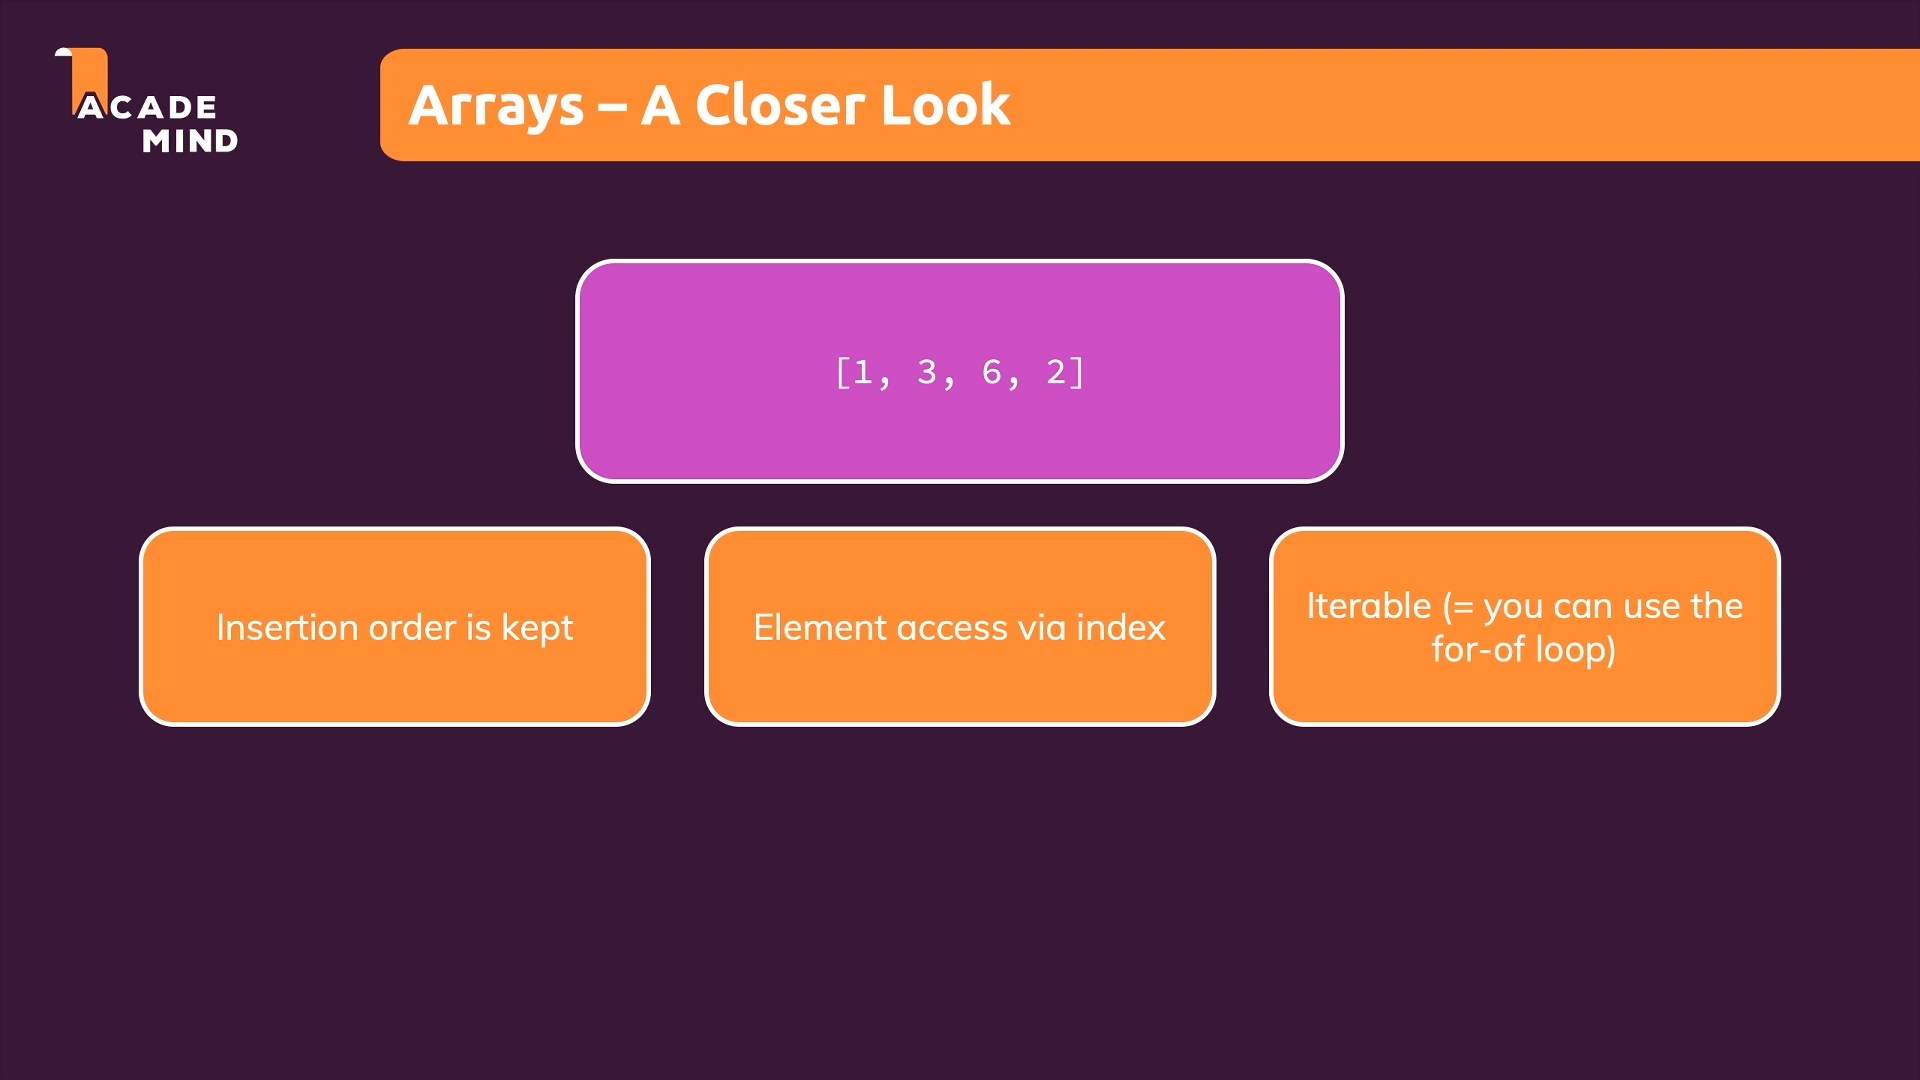 ACADE
MIND
Arrays – A Closer Look
[1, 3, 6, 2]
Insertion order is kept
Element access via index
Iterable (= you can use the
for-of loop)